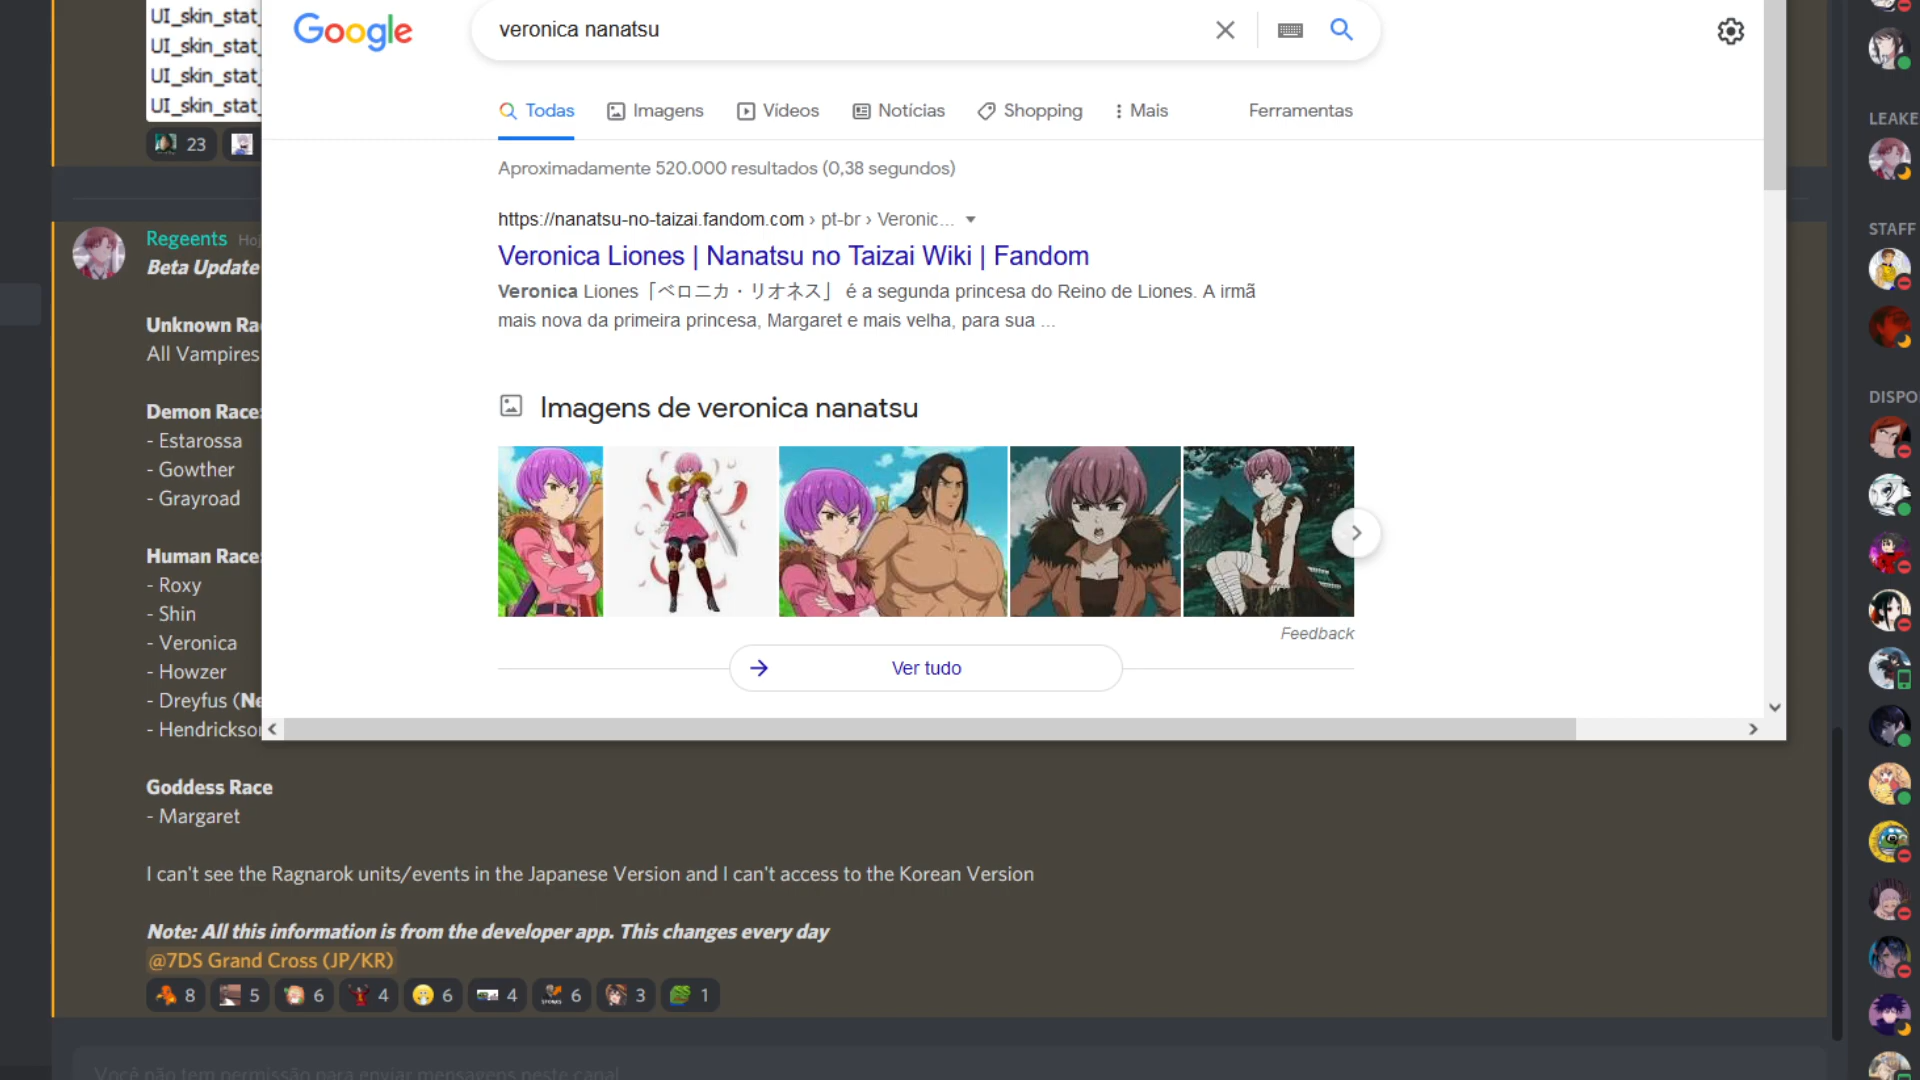 UI_skin_stat_
UI_skin_stat_
UI_skin_stat_
UI_skin_stat_
23
Google
veronica nanatsu
Todas
Imagens
Vídeos
Notícias
Shopping
Mais
Ferramentas
Aproximadamente 520.000 resultados (0,38 segundos)
https://nanatsu-no-taizai.fandom.com › pt-br › Veronic...
Veronica Liones | Nanatsu no Taizai Wiki | Fandom
Veronica Liones「ベロニカ・リオネス」 é a segunda princesa do Reino de Liones. A irmã
mais nova da primeira princesa, Margaret e mais velha, para sua ...
Imagens de veronica nanatsu
Feedback
Ver tudo
Regeents Hoj
Beta Update
Unknown Ra
All Vampires
Demon Race:
- Estarossa
- Gowther
- Grayroad
Human Race:
- Roxy
- Shin
- Veronica
- Howzer
- Dreyfus (Ne
- Hendrickson
Goddess Race
- Margaret
I can't see the Ragnarok units/events in the Japanese Version and I can't access to the Korean Version
Note: All this information is from the developer app. This changes every day
@7DS Grand Cross (JP/KR)
8 5 6 4 6 4 6 3 1
Você não tem permissão para enviar mensagens neste canal
LEAKE
STAFF
DISPO